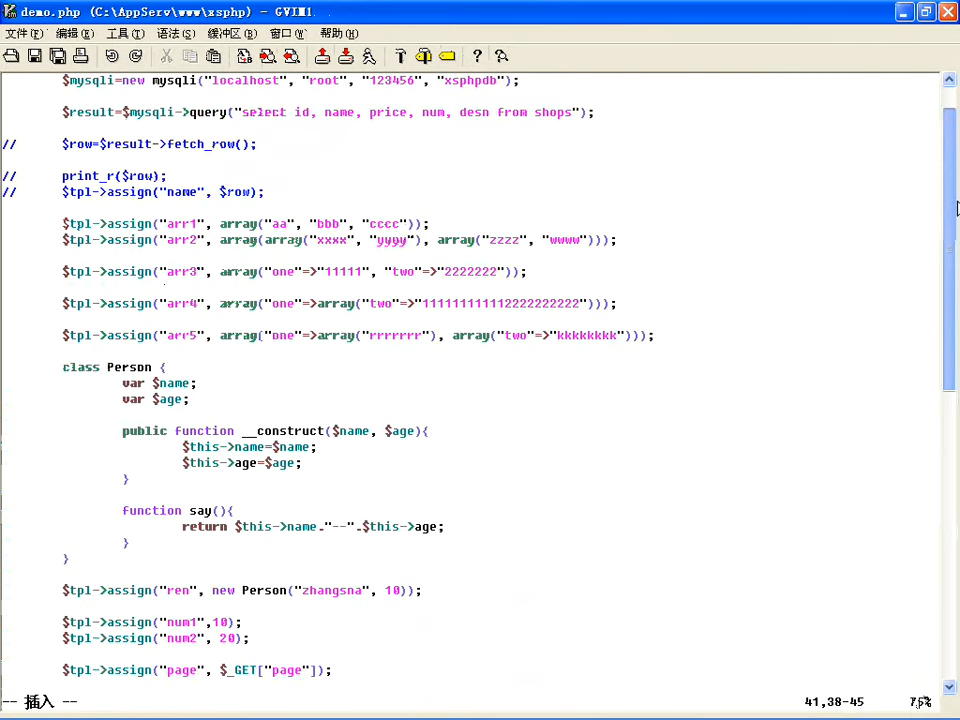 demo.php (C:\AppServ\www\xsphp) - GVIM1
文件(F) 编辑(E) 工具(T) 语法(S) 缓冲区(B) 窗口(W) 帮助(H)
$mysqli=new mysqli("localhost", "root", "123456", "xsphpdb");
$result=$mysqli->query("select id, name, price, num, desn from shops");
// $row=$result->fetch_row();
// print_r($row);
// $tpl->assign("name", $row);
$tpl->assign("arr1", array("aa", "bbb", "cccc"));
$tpl->assign("arr2", array(array("xxxx", "yyyy"), array("zzzz", "wwww")));
$tpl->assign("arr3", array("one"=>"11111", "two"=>"2222222"));
$tpl->assign("arr4", array("one"=>array("two"=>"111111111112222222222")));
$tpl->assign("arr5", array("one"=>array("rrrrrrr"), array("two"=>"kkkkkkkk")));
class Person {
var $name;
var $age;
public function __construct($name, $age){
$this->name=$name;
$this->age=$age;
}
function say(){
return $this->name."--".$this->age;
}
}
$tpl->assign("ren", new Person("zhangsna", 10));
$tpl->assign("num1",10);
$tpl->assign("num2", 20);
$tpl->assign("page", $_GET["page"]);
-- 插入 -- 41,38-45